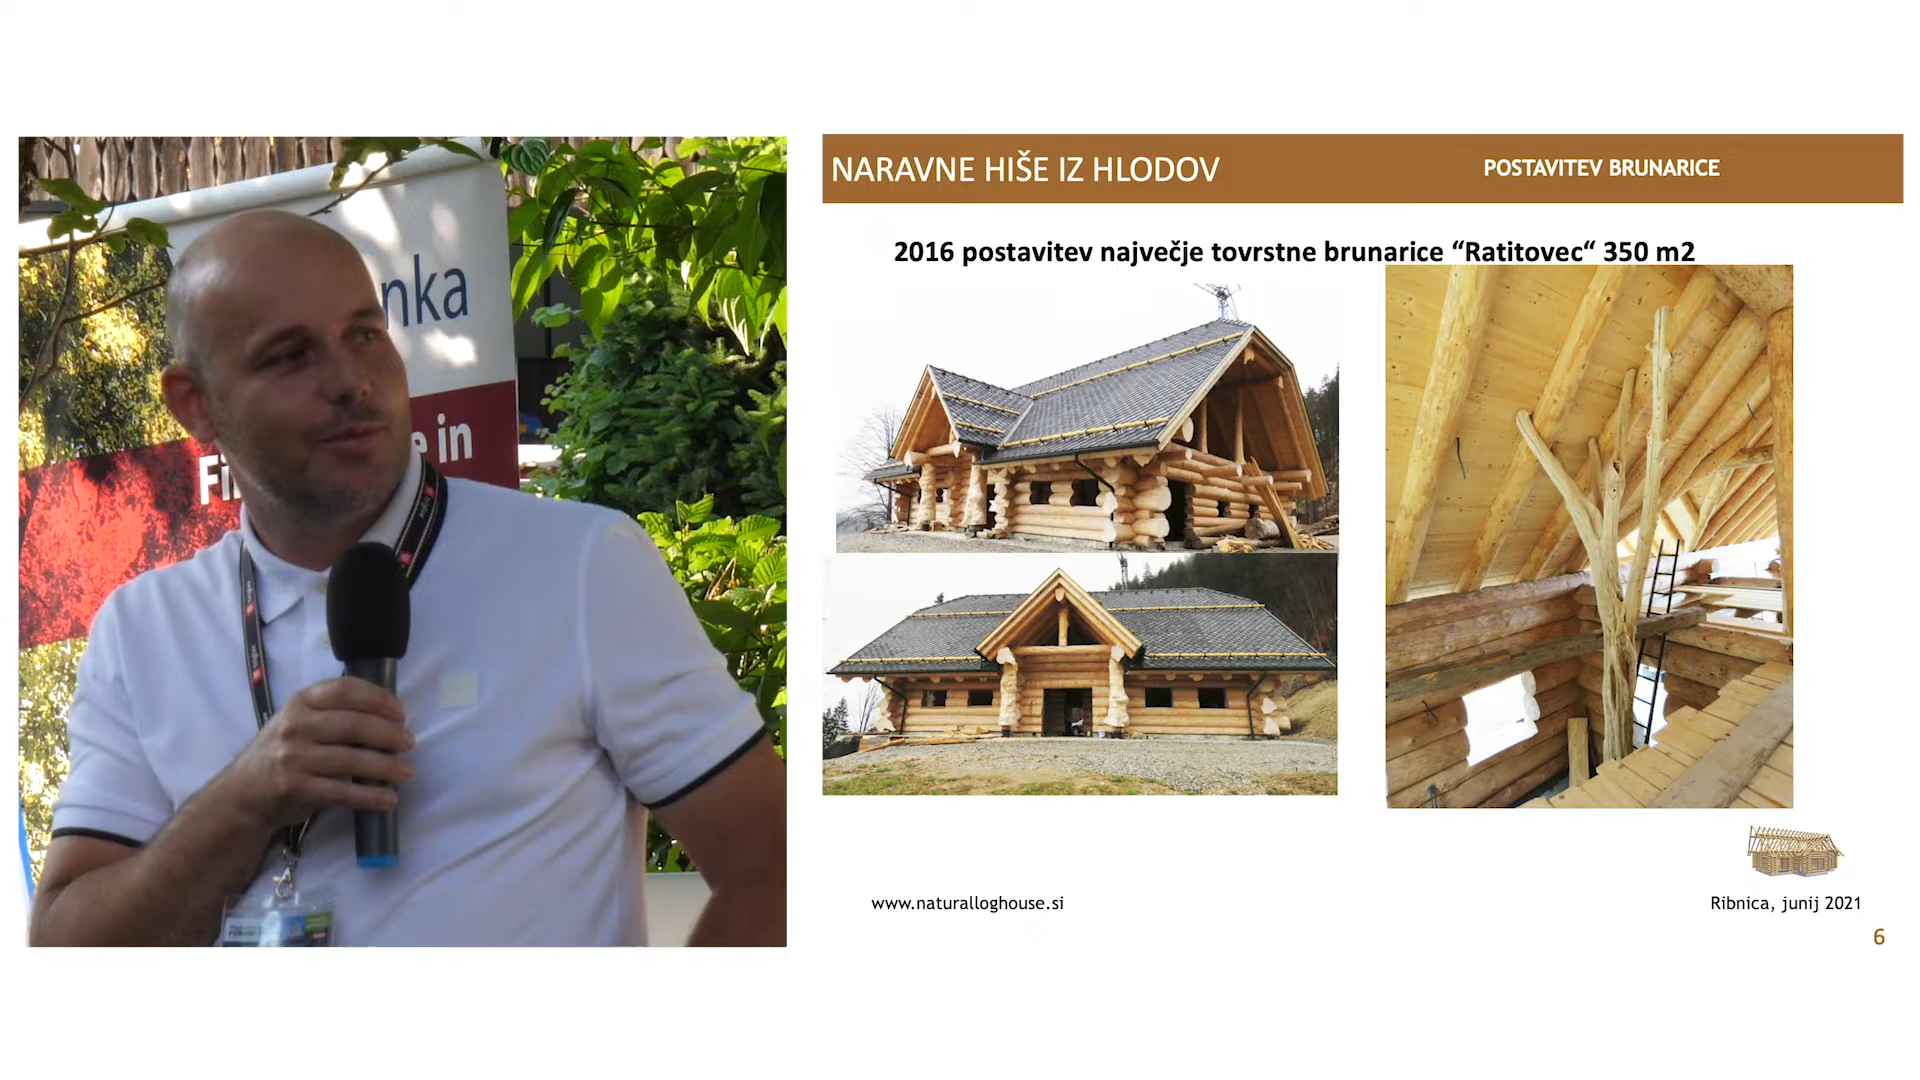 nka
Fi
e in
NARAVNE HIŠE IZ HLODOV
POSTAVITEV BRUNARICE
2016 postavitev največje tovrstne brunarice “Ratitovec“ 350 m2
www.naturalloghouse.si
Ribnica, junij 2021
6